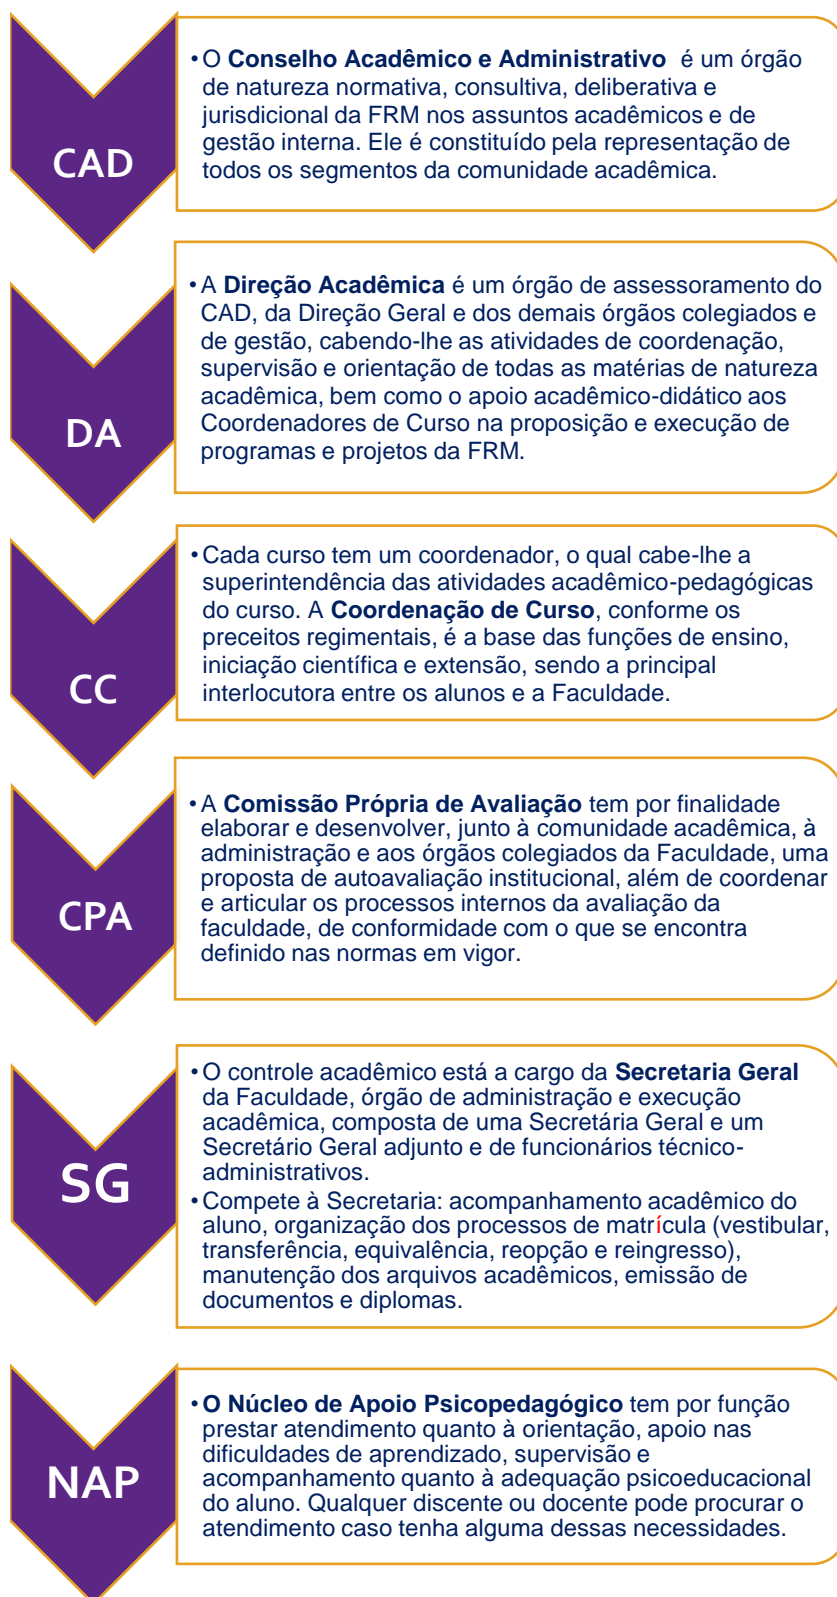 CAD
•O Conselho Acadêmico e Administrativo  é um órgão
de natureza normativa, consultiva, deliberativa e
jurisdicional da FRM nos assuntos acadêmicos e de
gestão interna. Ele é constituído pela representação de
todos os segmentos da comunidade acadêmica.
DA
•A Direção Acadêmica é um órgão de assessoramento do
CAD, da Direção Geral e dos demais órgãos colegiados e
de gestão, cabendo-lhe as atividades de coordenação,
supervisão e orientação de todas as matérias de natureza
acadêmica, bem como o apoio acadêmico-didático aos
Coordenadores de Curso na proposição e execução de
programas e projetos da FRM.
CC
•Cada curso tem um coordenador, o qual cabe-lhe a
superintendência das atividades acadêmico-pedagógicas
do curso. A Coordenação de Curso, conforme os
preceitos regimentais, é a base das funções de ensino,
iniciação científica e extensão, sendo a principal
interlocutora entre os alunos e a Faculdade.
CPA
•A Comissão Própria de Avaliação tem por finalidade
elaborar e desenvolver, junto à comunidade acadêmica, à
administração e aos órgãos colegiados da Faculdade, uma
proposta de autoavaliação institucional, além de coordenar
e articular os processos internos da avaliação da
faculdade, de conformidade com o que se encontra
definido nas normas em vigor.
SG
•O controle acadêmico está a cargo da Secretaria Geral
da Faculdade, órgão de administração e execução
acadêmica, composta de uma Secretária Geral e um
Secretário Geral adjunto e de funcionários técnico-
administrativos.
•Compete à Secretaria: acompanhamento acadêmico do
aluno, organização dos processos de matrícula (vestibular,
transferência, equivalência, reopção e reingresso),
manutenção dos arquivos acadêmicos, emissão de
documentos e diplomas.
NAP
•O Núcleo de Apoio Psicopedagógico tem por função
prestar atendimento quanto à orientação, apoio nas
dificuldades de aprendizado, supervisão e
acompanhamento quanto à adequação psicoeducacional
do aluno. Qualquer discente ou docente pode procurar o
atendimento caso tenha alguma dessas necessidades.